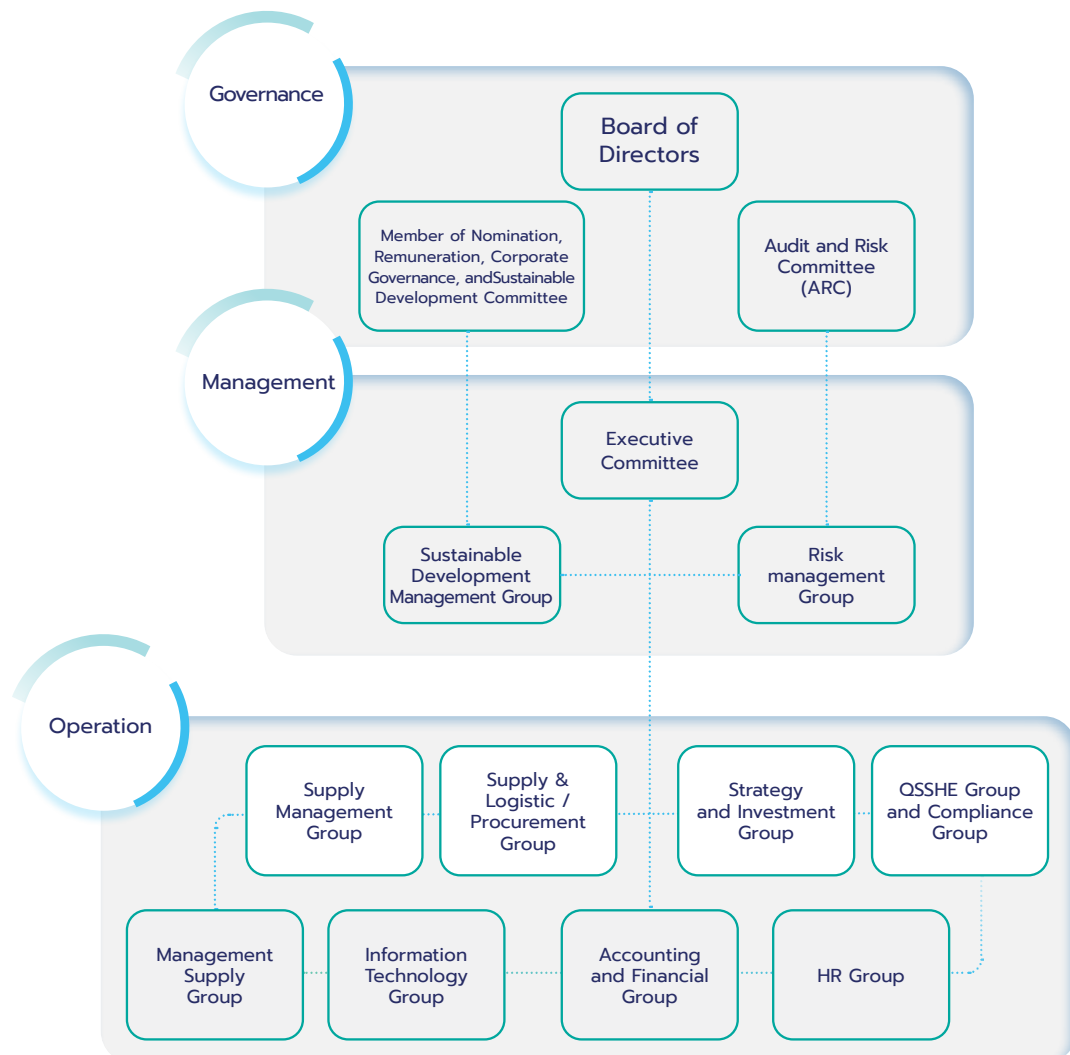 Governance
Board of
Directors
Member of Nomination,
Remuneration, Corporate
Governance, andSustainable
Development Committee
Audit and Risk
Committee
(ARC)
Management
Executive
Committee
Sustainable
Development
Management Group
Risk
management
Group
Operation
Supply
Management
Group
Supply &
Logistic /
Procurement
Group
Strategy
and Investment
Group
QSSHE Group
and Compliance
Group
Management
Supply
Group
Information
Technology
Group
Accounting
and Financial
Group
HR Group